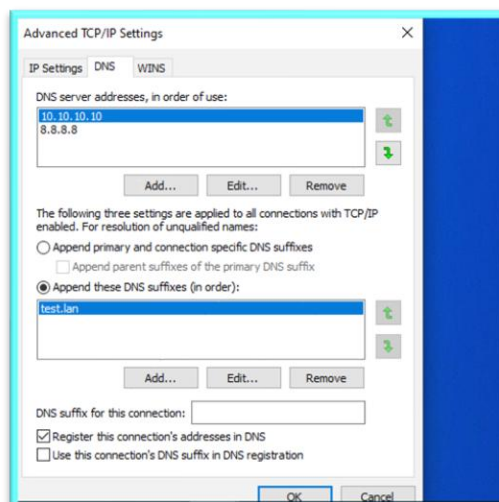 Advanced TCP/IP Settings
IP Settings DNS WINS
DNS server addresses, in order of use:
10.10.10.10
8.8.8.8
Add... Edit... Remove
The following three settings are applied to all connections with TCP/IP
enabled. For resolution of unqualified names:
Append primary and connection specific DNS suffixes
Append parent suffixes of the primary DNS suffix
Append these DNS suffixes (in order):
test.lan
Add... Edit... Remove
DNS suffix for this connection:
Register this connection's addresses in DNS
Use this connection's DNS suffix in DNS registration
OK Cancel